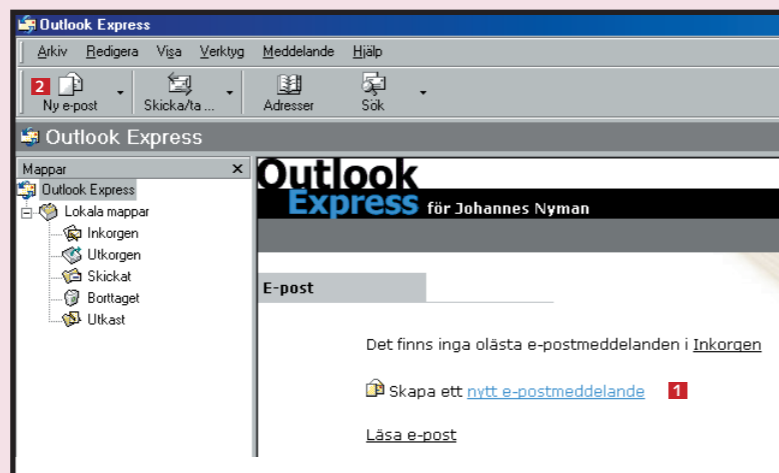 Outlook Express
Arkiv Redigera Visa Verktyg Meddelande Hjälp
2
Ny e-post Skicka/ta ... Adresser Sök
Outlook Express
Mappar x
Outlook Express
Lokala mappar
Inkorgen
Utkorgen
Skickat
Borttaget
Utkast
Outlook
Express för Johannes Nyman
E-post
Det finns inga olästa e-postmeddelanden i Inkorgen
Skapa ett nytt e-postmeddelande 1
Läsa e-post